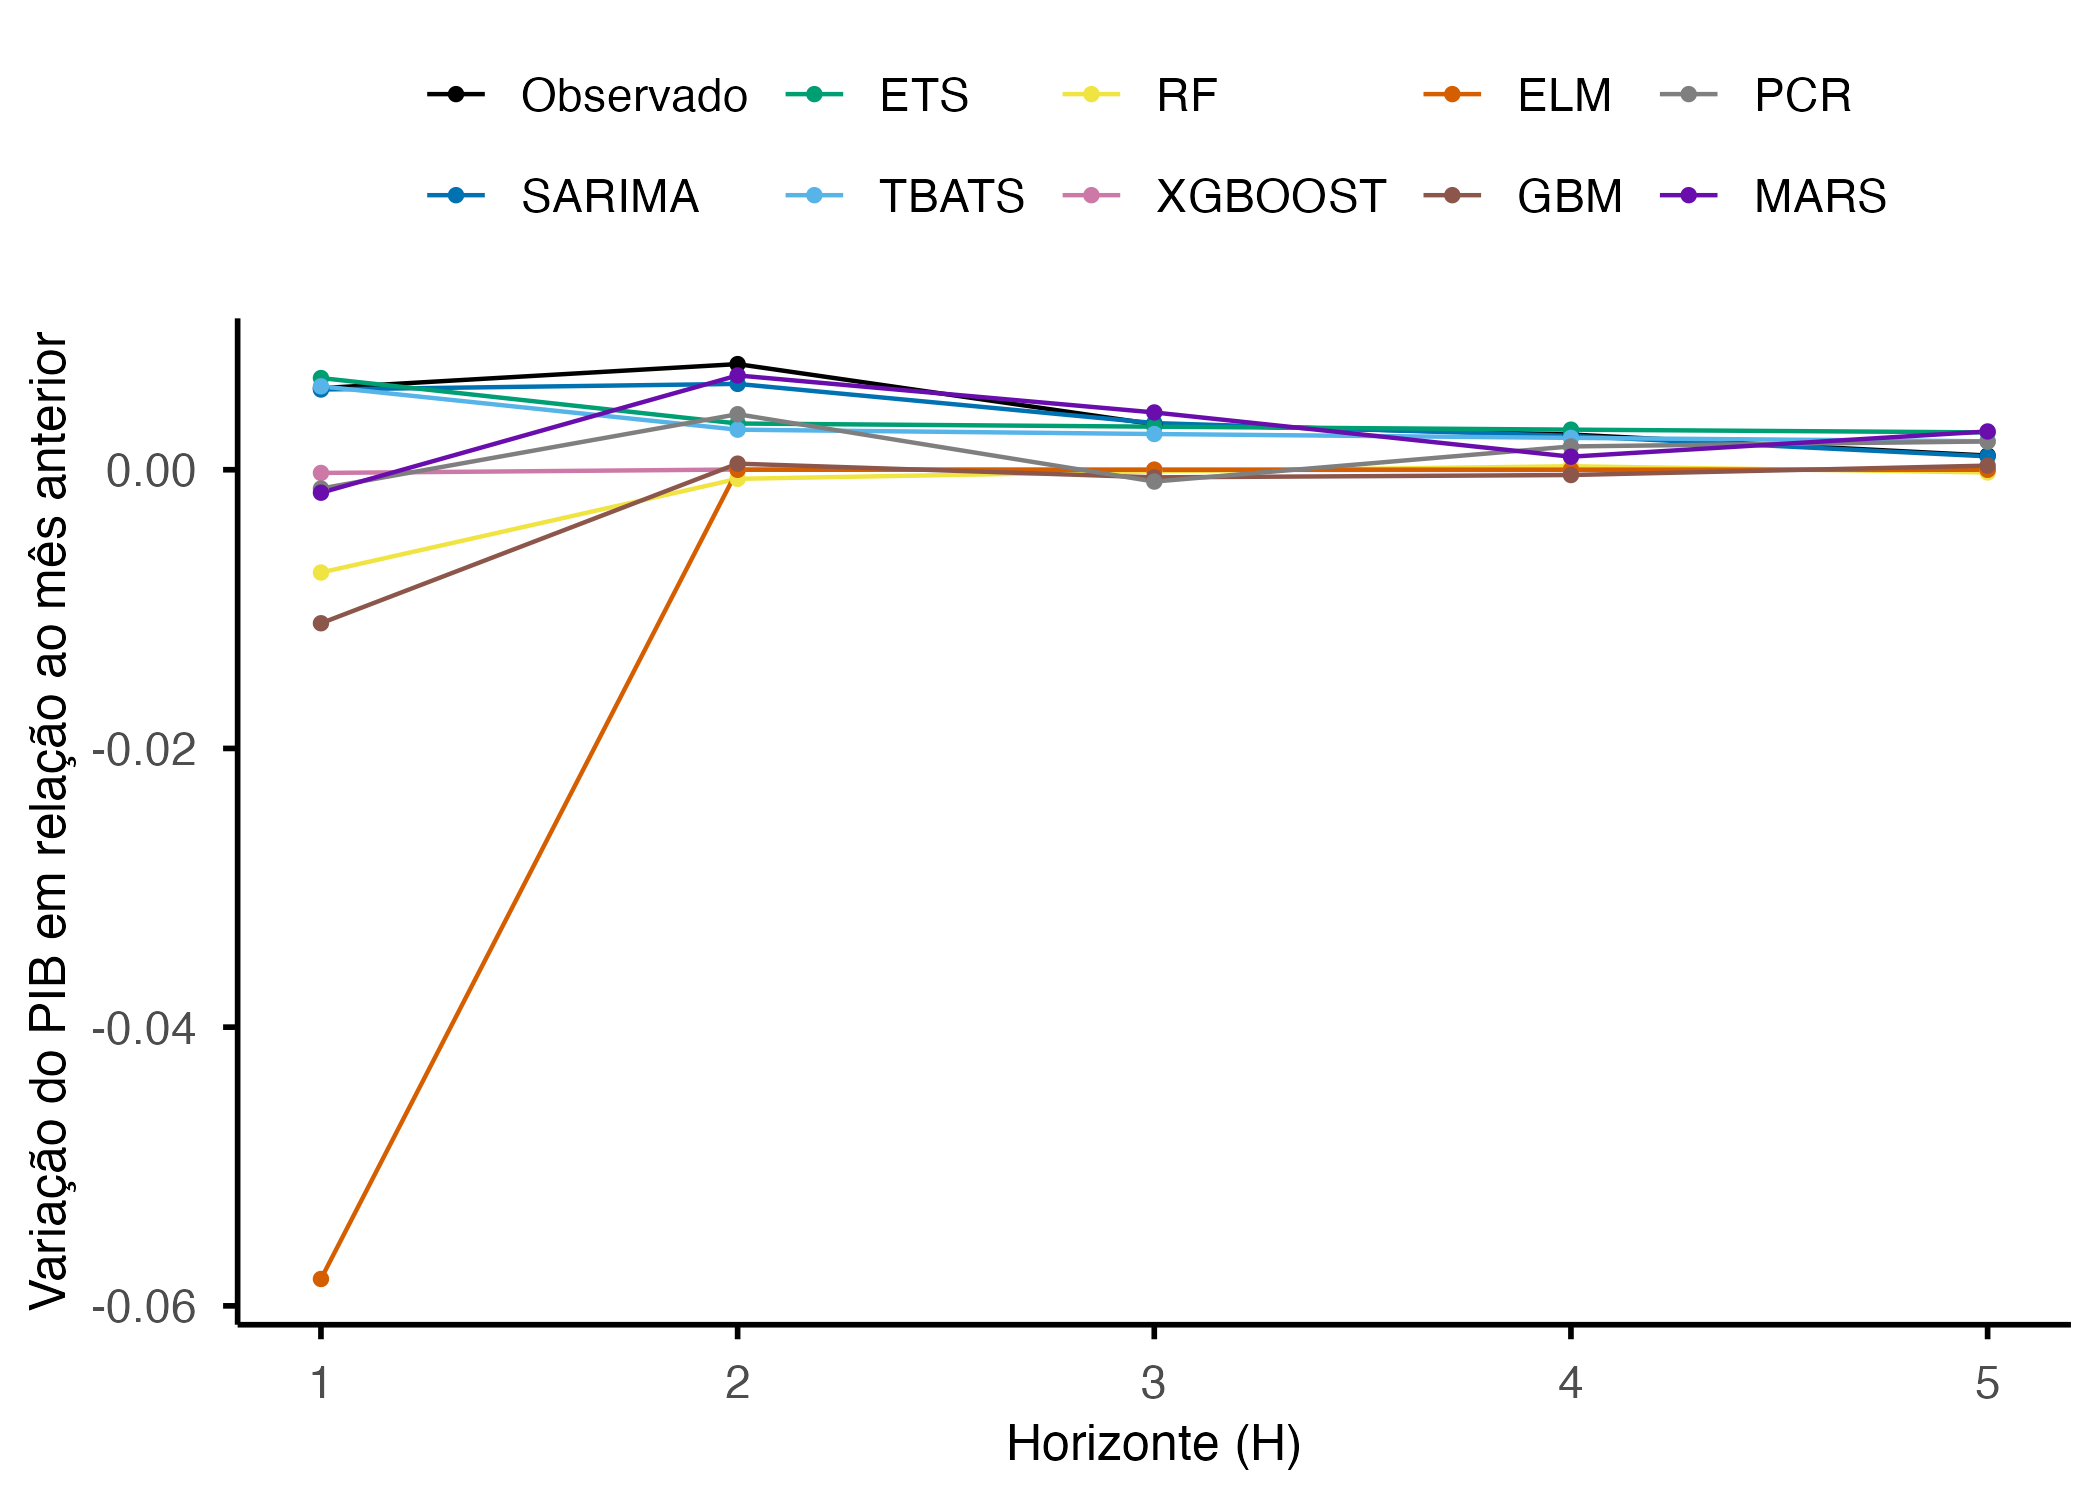 Observado ETS RF ELM PCR
SARIMA TBATS XGBOOST GBM MARS
Variação do PIB em relação ao mês anterior
0.00
-0.02
-0.04
-0.06
1 2 3 4 5
Horizonte (H)